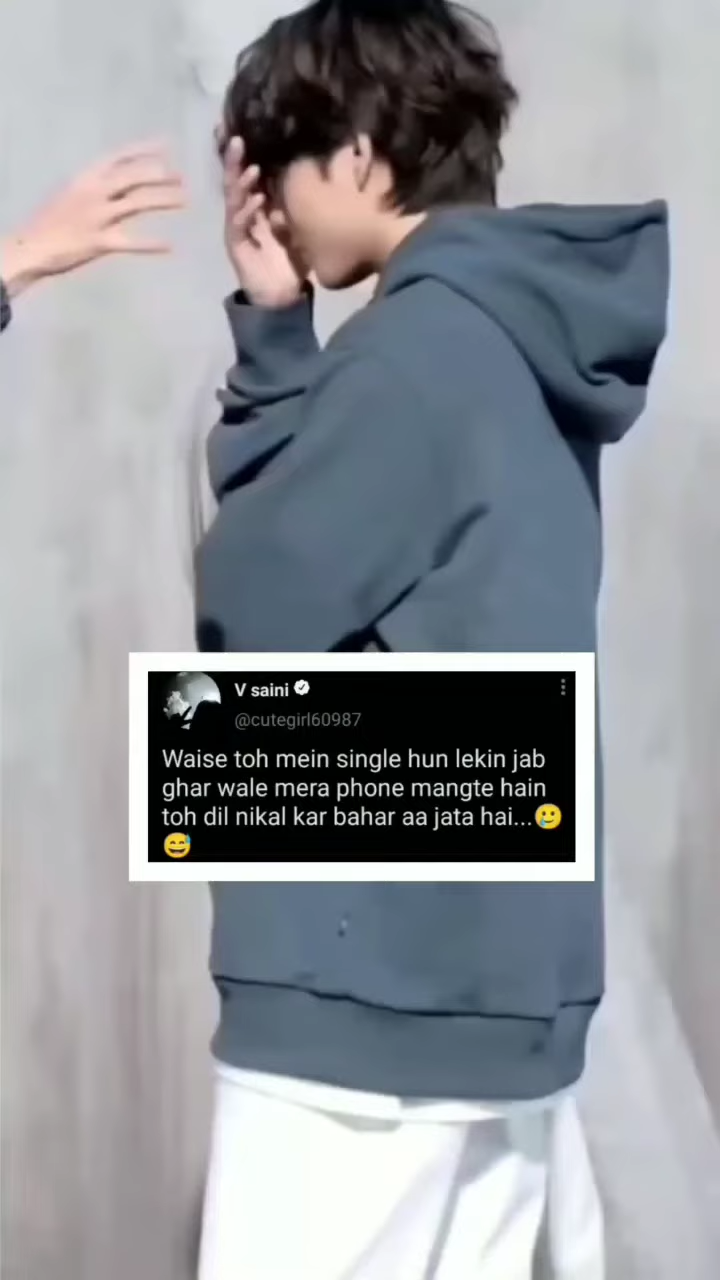 V saini
@cutegirl60987
Waise toh mein single hun lekin jab
ghar wale mera phone mangte hain
toh dil nikal kar bahar aa jata hai...🥲
😅